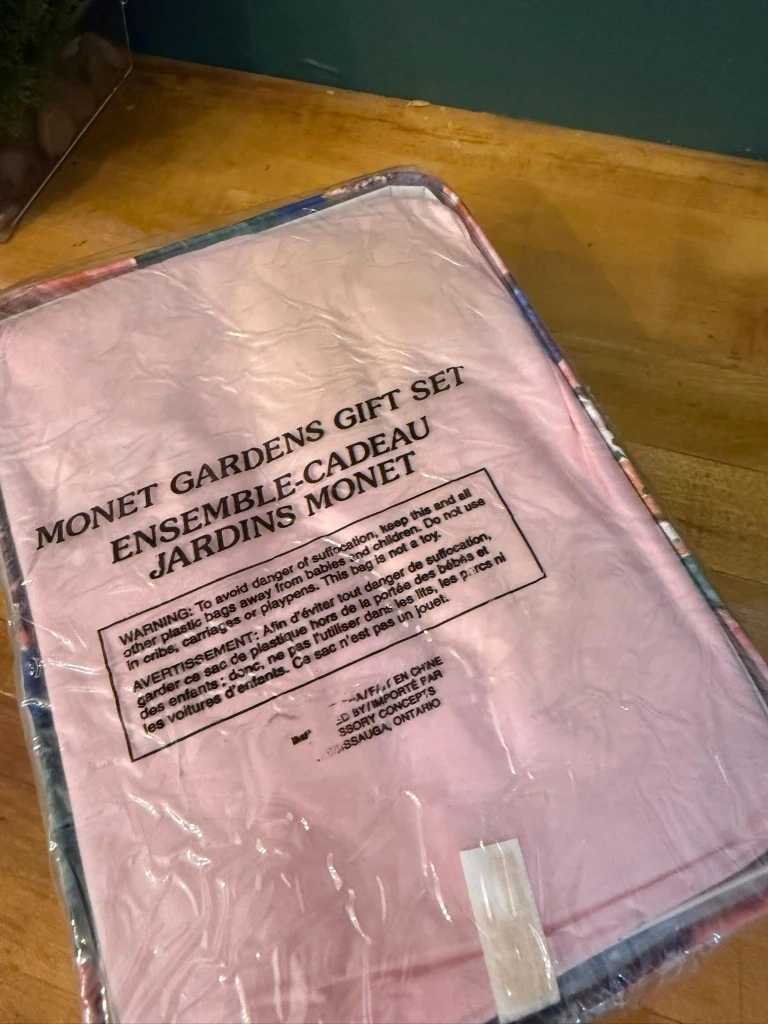 MONET GARDENS GIFT SET
ENSEMBLE-CADEAU
JARDINS MONET
WARNING: To avoid danger of suffocation, keep this and all
other plastic bags away from babies and children. Do not use
in cribs, carriages or playpens. This bag is not a toy.
AVERTISSEMENT: Afin d'éviter tout danger de suffocation,
garder ce sac de plastique hors de la portée des bébés et
des enfants; donc, ne pas l'utiliser dans les lits, les parcs ni
les voitures d'enfants. Ce sac n'est pas un jouet.
FAIT EN CHINE
BY/IMPORTÉ PAR
CONCEPTS
ONTARIO